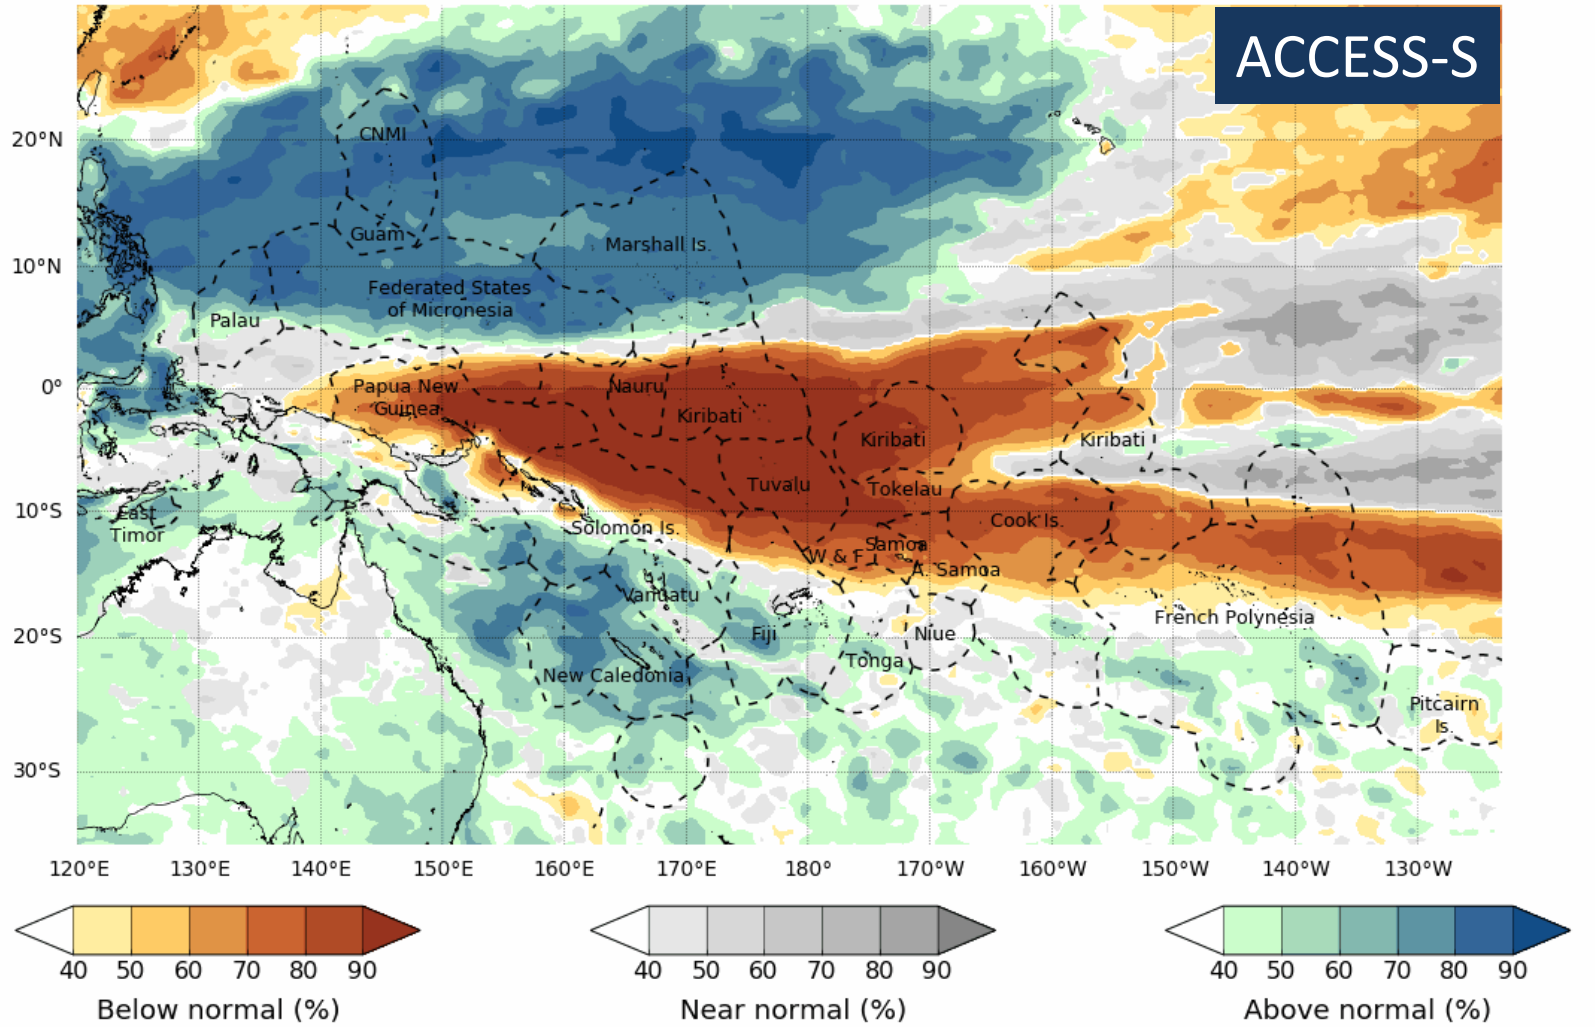 ACCESS-S
20°N
CNMI
Guam
Marshall Is.
10°N
Federated States
of Micronesia
Palau
0°
Papua New
Guinea
Nauru
Kiribati
Kiribati
Kiribati
Tuvalu
Tokelau
10°S
East
Timor
Solomon Is.
Cook Is.
W & F
Samoa
A. Samoa
Vanuatu
French Polynesia
20°S
Fiji
Niue
Tonga
New Caledonia
Pitcairn
Is.
30°S
120°E 130°E 140°E 150°E 160°E 170°E 180° 170°W 160°W 150°W 140°W 130°W
40 50 60 70 80 90
Below normal (%)
40 50 60 70 80 90
Near normal (%)
40 50 60 70 80 90
Above normal (%)